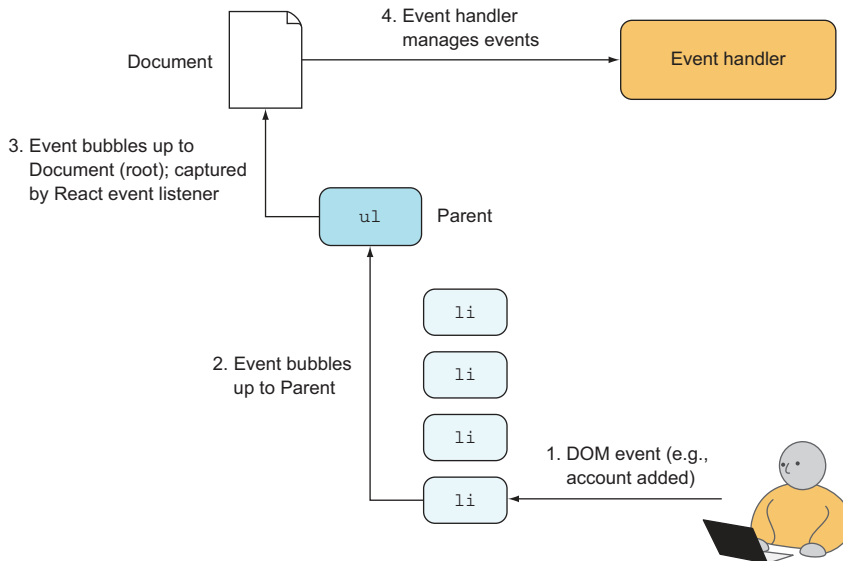 4. Event handler
manages events
Document
Event handler
3. Event bubbles up to
Document (root); captured
by React event listener
ul
Parent
li
2. Event bubbles
up to Parent
li
li
1. DOM event (e.g.,
account added)
li